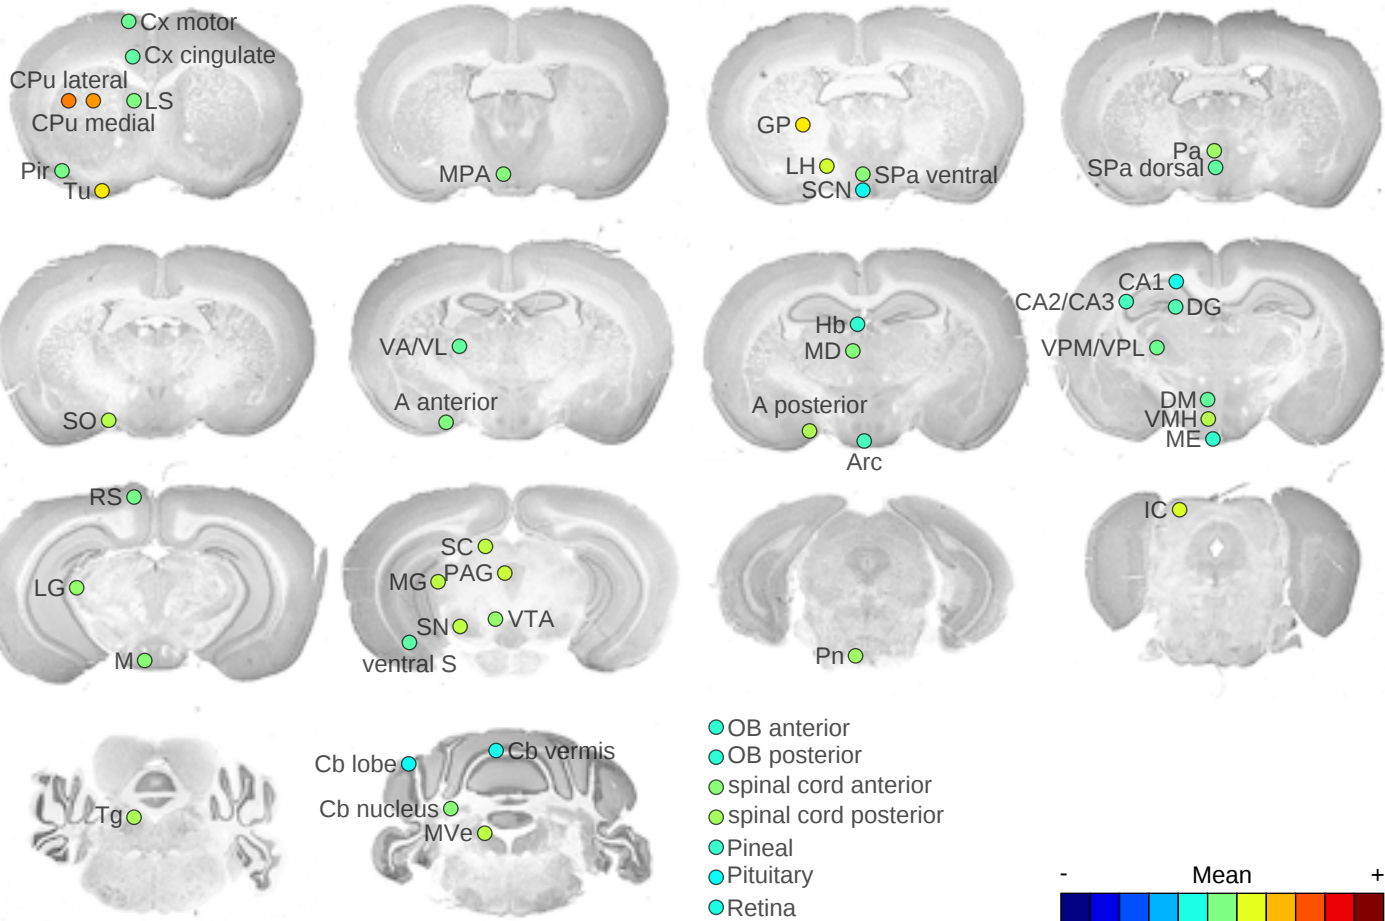 Cx motor
Cx cingulate
CPu lateral
LS
CPu medial
Pir
Tu
MPA
GP
LH
SPa ventral
SCN
Pa
SPa dorsal
SO
VA/VL
A anterior
Hb
MD
A posterior
Arc
CA1
CA2/CA3
DG
VPM/VPL
DM
VMH
ME
RS
LG
M
SC
PAG
MG
VTA
SN
ventral S
Pn
IC
Tg
Cb lobe
Cb vermis
Cb nucleus
MVe
OB anterior
OB posterior
spinal cord anterior
spinal cord posterior
Pineal
Pituitary
Retina
- Mean +